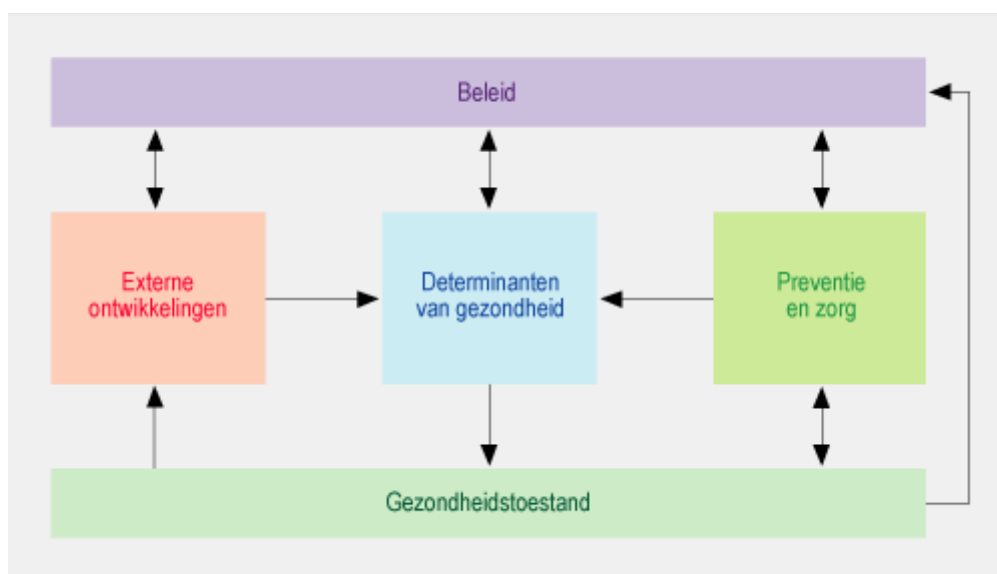 Beleid
Externe
ontwikkelingen
Determinanten
van gezondheid
Preventie
en zorg
Gezondheidstoestand